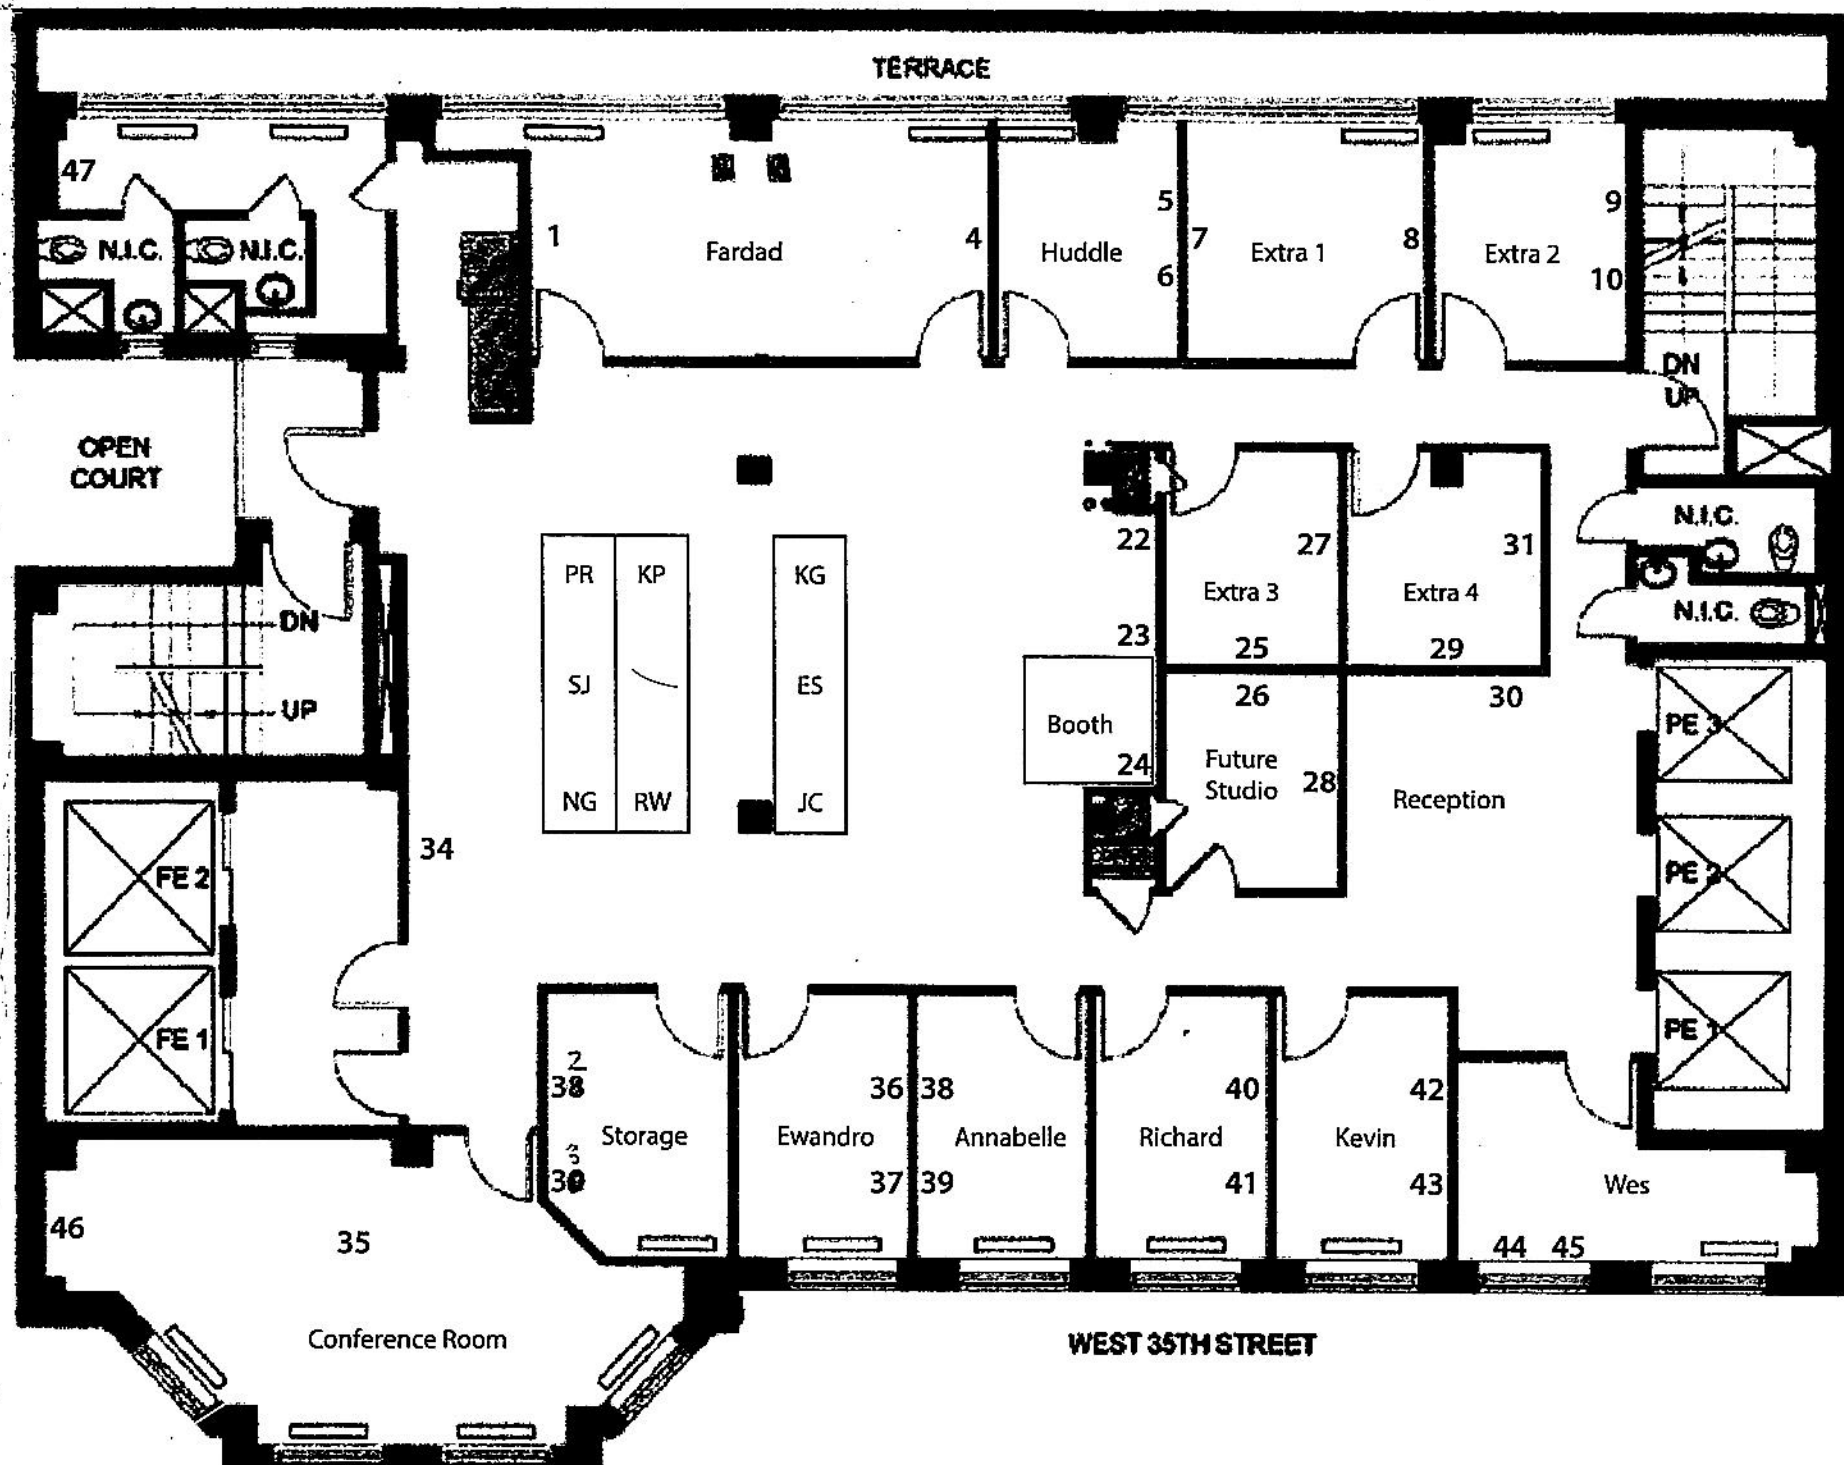 TERRACE
47
N.I.C.
N.I.C.
1
Fardad
4
Huddle
5
6
7
Extra 1
8
Extra 2
9
10
DN
UP
OPEN
COURT
22
23
27
Extra 3
25
31
Extra 4
29
N.I.C.
N.I.C.
PR
KP
KG
SJ
ES
NG
RW
JC
DN
UP
Booth
24
26
Future
Studio
28
30
Reception
PE 3
PE 2
PE 1
34
FE 2
FE 1
Storage
36
37
Ewandro
38
39
Annabelle
40
41
Richard
42
43
Kevin
Wes
44 45
46
35
Conference Room
WEST 35TH STREET